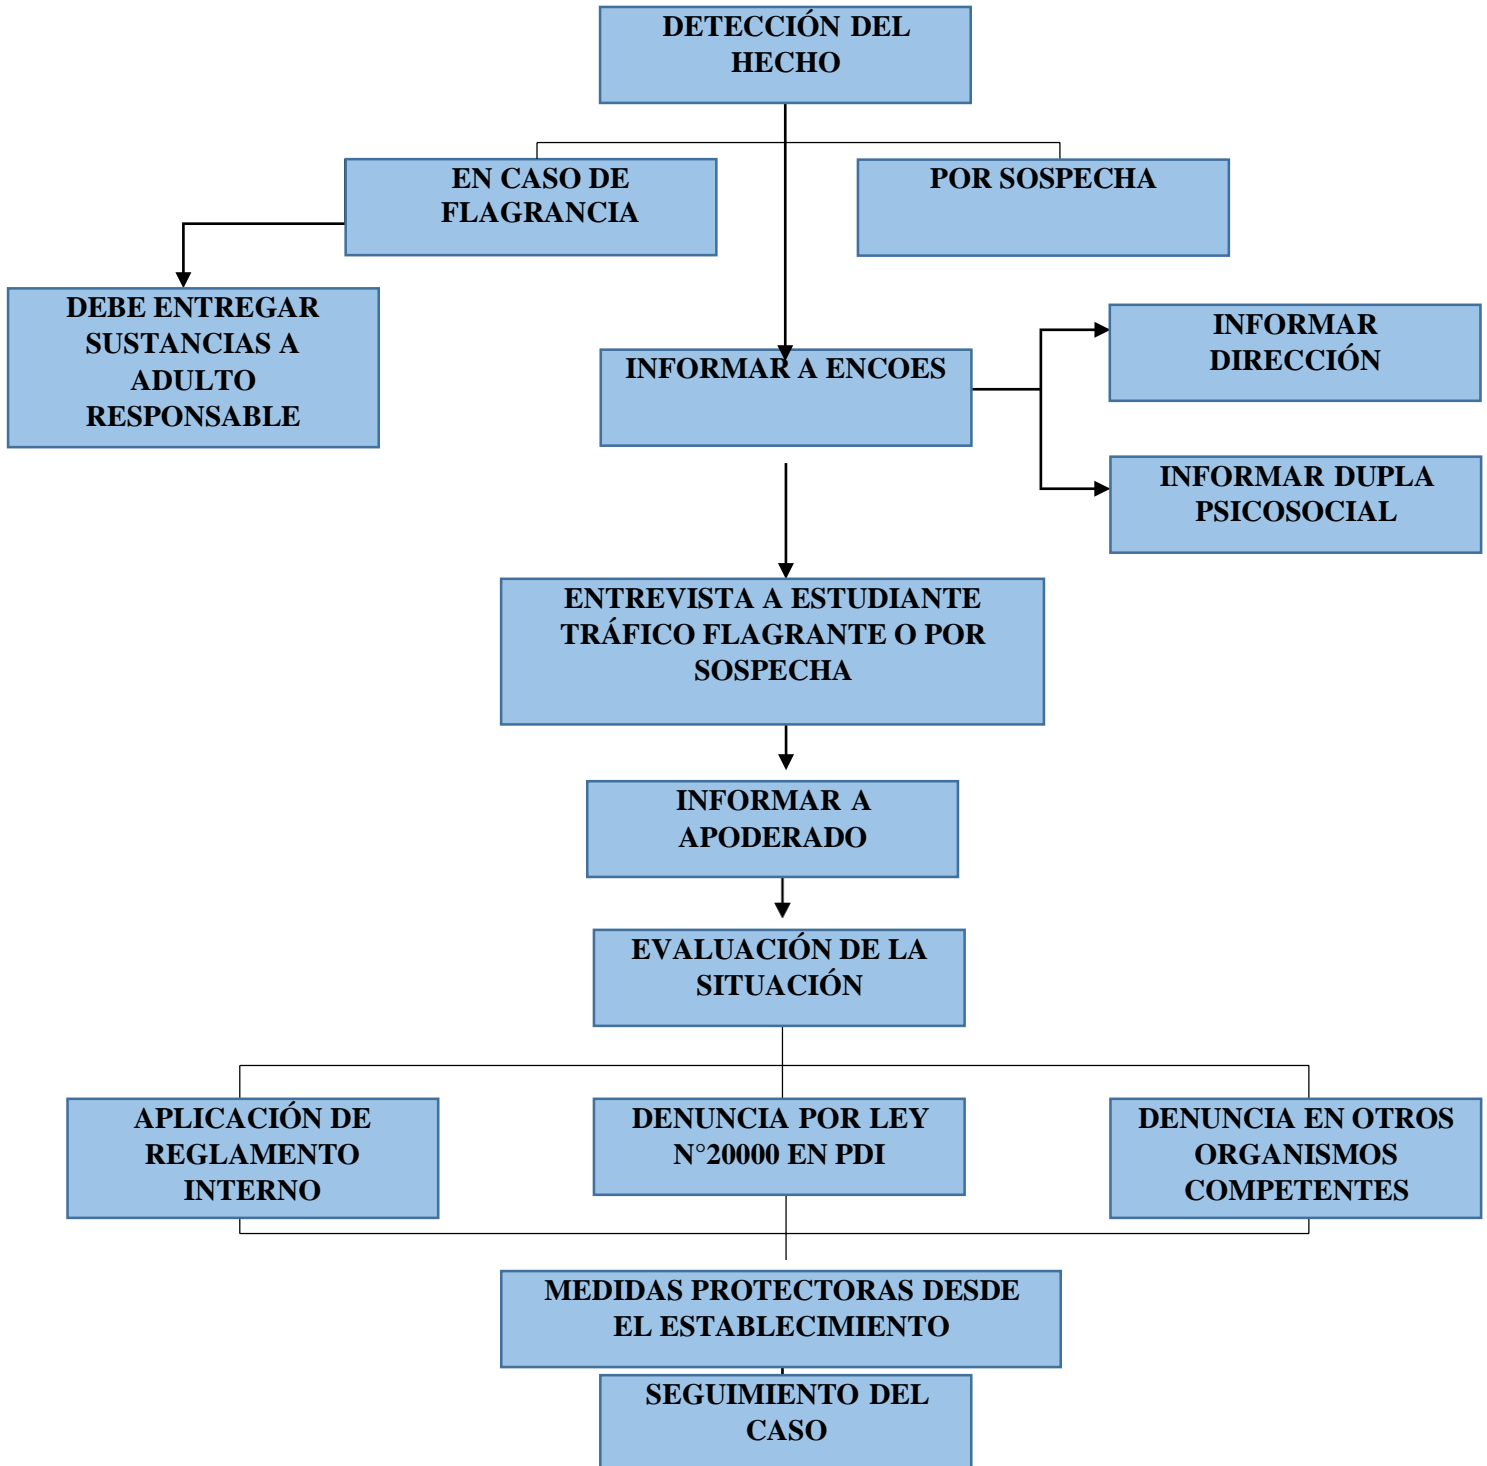 DETECCIÓN DEL
HECHO
EN CASO DE
FLAGRANCIA
POR SOSPECHA
DEBE ENTREGAR
SUSTANCIAS A
ADULTO
RESPONSABLE
INFORMAR A ENCOES
INFORMAR
DIRECCIÓN
INFORMAR DUPLA
PSICOSOCIAL
ENTREVISTA A ESTUDIANTE
TRÁFICO FLAGRANTE O POR
SOSPECHA
INFORMAR A
APODERADO
EVALUACIÓN DE LA
SITUACIÓN
APLICACIÓN DE
REGLAMENTO
INTERNO
DENUNCIA POR LEY
N°20000 EN PDI
DENUNCIA EN OTROS
ORGANISMOS
COMPETENTES
MEDIDAS PROTECTORAS DESDE
EL ESTABLECIMIENTO
SEGUIMIENTO DEL
CASO